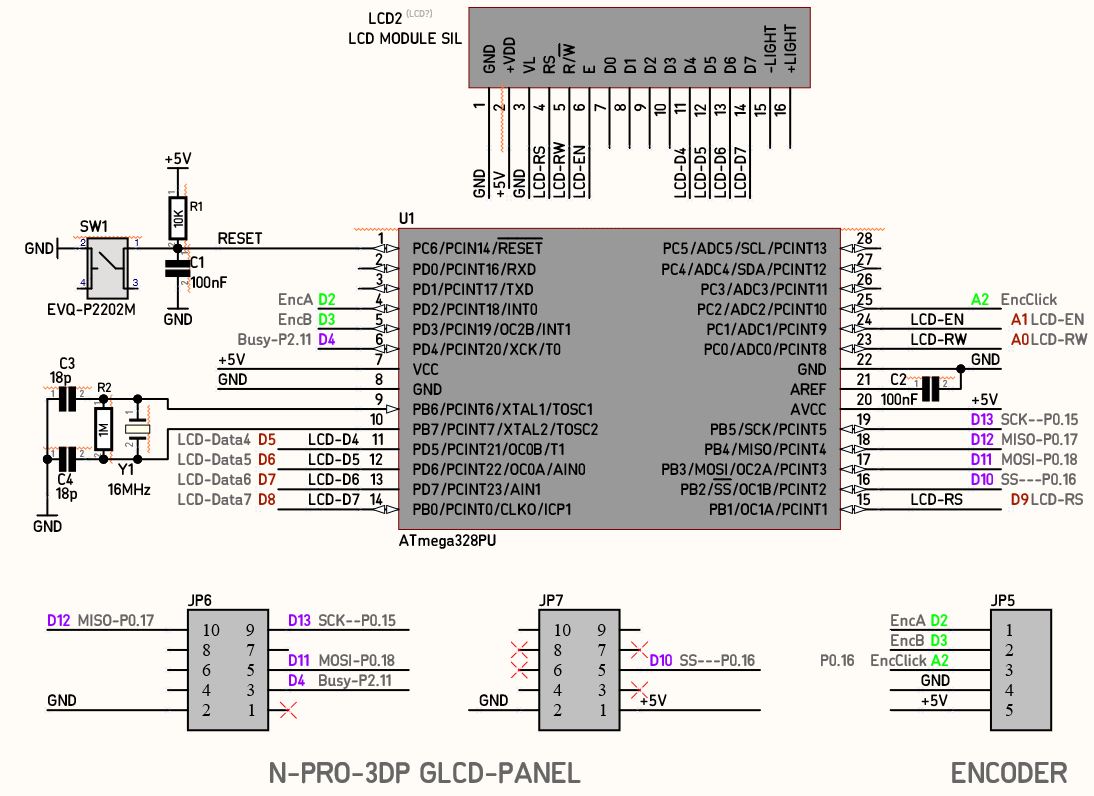 LCD2 (LCD?)
LCD MODULE SIL
GND +VDD VL RS R/W E D0 D1 D2 D3 D4 D5 D6 D7 -LIGHT +LIGHT
1 2 3 4 5 6 7 8 9 10 11 12 13 14 15 16
GND +5V GND LCD-RS LCD-RW LCD-EN LCD-D4 LCD-D5 LCD-D6 LCD-D7
+5V
1
10K
R1
2
SW1
GND 2 1
4 3
EVQ-P2202M
RESET
1
C1
100nF
2
GND
U1
1 PC6/PCIN14/RESET PC5/ADC5/SCL/PCINT13 28
2 PD0/PCINT16/RXD PC4/ADC4/SDA/PCINT12 27
3 PD1/PCINT17/TXD PC3/ADC3/PCINT11 26
EncA D2 4 PD2/PCINT18/INT0 PC2/ADC2/PCINT10 25 A2 EncClick
EncB D3 5 PD3/PCIN19/OC2B/INT1 PC1/ADC1/PCINT9 24 LCD-EN A1 LCD-EN
Busy-P2.11 D4 6 PD4/PCINT20/XCK/T0 PC0/ADC0/PCINT8 23 LCD-RW A0 LCD-RW
+5V 7 VCC GND 22 GND
GND 8 GND AREF 21 C2 100nF
9 PB6/PCINT6/XTAL1/TOSC1 AVCC 20 +5V
10 PB7/PCINT7/XTAL2/TOSC2 PB5/SCK/PCINT5 19 D13 SCK--P0.15
LCD-Data4 D5 LCD-D4 11 PD5/PCINT21/OC0B/T1 PB4/MISO/PCINT4 18 D12 MISO-P0.17
LCD-Data5 D6 LCD-D5 12 PD6/PCINT22/OC0A/AIN0 PB3/MOSI/OC2A/PCINT3 17 D11 MOSI-P0.18
LCD-Data6 D7 LCD-D6 13 PD7/PCINT23/AIN1 PB2/SS/OC1B/PCINT2 16 D10 SS---P0.16
LCD-Data7 D8 LCD-D7 14 PB0/PCINT0/CLKO/ICP1 PB1/OC1A/PCINT1 15 LCD-RS D9 LCD-RS
ATmega328PU
C3
18p
1 2
R2
1M
1
2
1 2
C4
18p
Y1
16MHz
GND
JP6
D12 MISO-P0.17 10 9 D13 SCK--P0.15
8 7
6 5 D11 MOSI-P0.18
4 3 D4 Busy-P2.11
GND 2 1
JP7
10 9
8 7
6 5 D10 SS---P0.16
4 3
GND 2 1 +5V
JP5
EncA D2 1
EncB D3 2
P0.16 EncClick A2 3
GND 4
+5V 5
N-PRO-3DP GLCD-PANEL
ENCODER